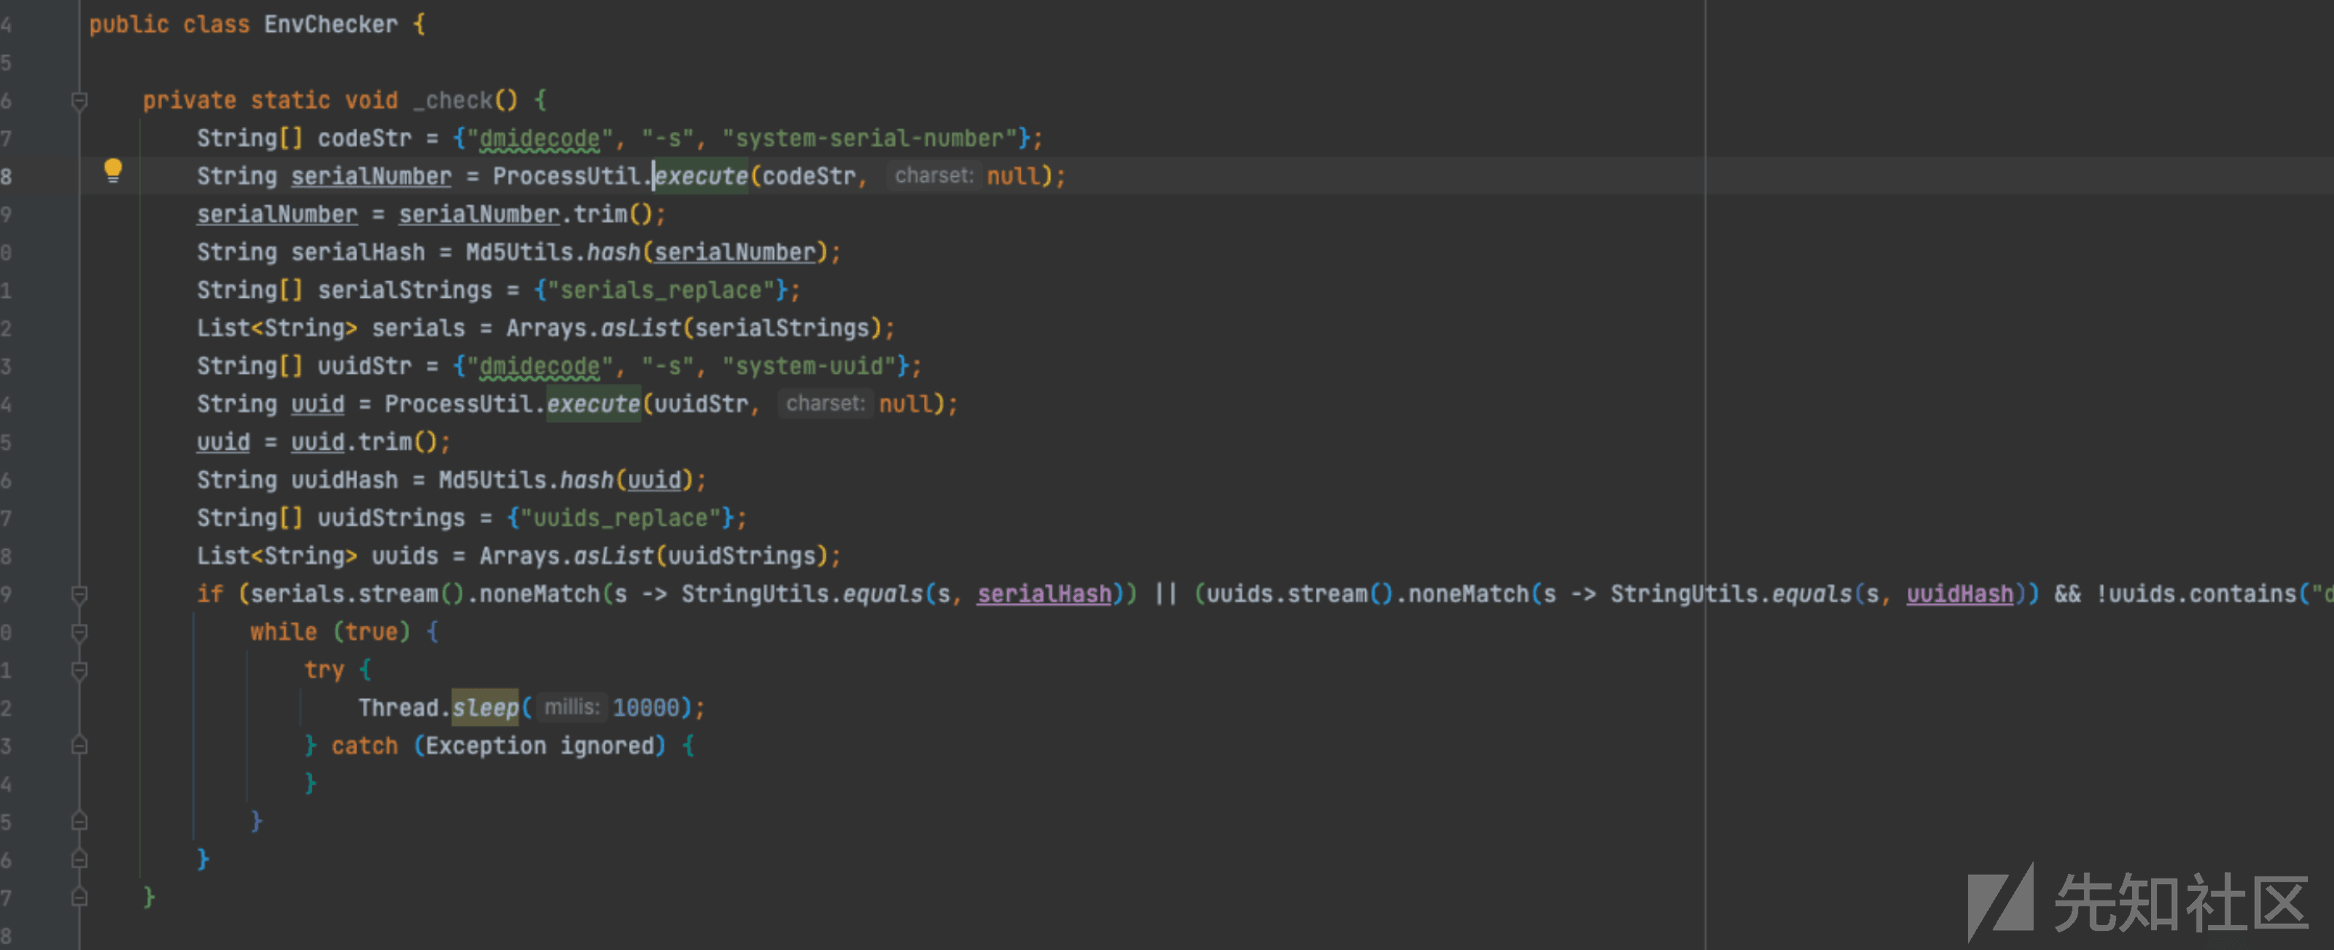 4 public class EnvChecker {
5
6 private static void _check() {
7 String[] codeStr = {"dmidecode", "-s", "system-serial-number"};
8 String serialNumber = ProcessUtil.execute(codeStr, charset: null);
9 serialNumber = serialNumber.trim();
0 String serialHash = Md5Utils.hash(serialNumber);
1 String[] serialStrings = {"serials_replace"};
2 List<String> serials = Arrays.asList(serialStrings);
3 String[] uuidStr = {"dmidecode", "-s", "system-uuid"};
4 String uuid = ProcessUtil.execute(uuidStr, charset: null);
5 uuid = uuid.trim();
6 String uuidHash = Md5Utils.hash(uuid);
7 String[] uuidStrings = {"uuids_replace"};
8 List<String> uuids = Arrays.asList(uuidStrings);
9 if (serials.stream().noneMatch(s -> StringUtils.equals(s, serialHash)) || (uuids.stream().noneMatch(s -> StringUtils.equals(s, uuidHash)) && !uuids.contains("d
0 while (true) {
1 try {
2 Thread.sleep( millis: 10000);
3 } catch (Exception ignored) {
4 }
5 }
6 }
7 }
8
先知社区